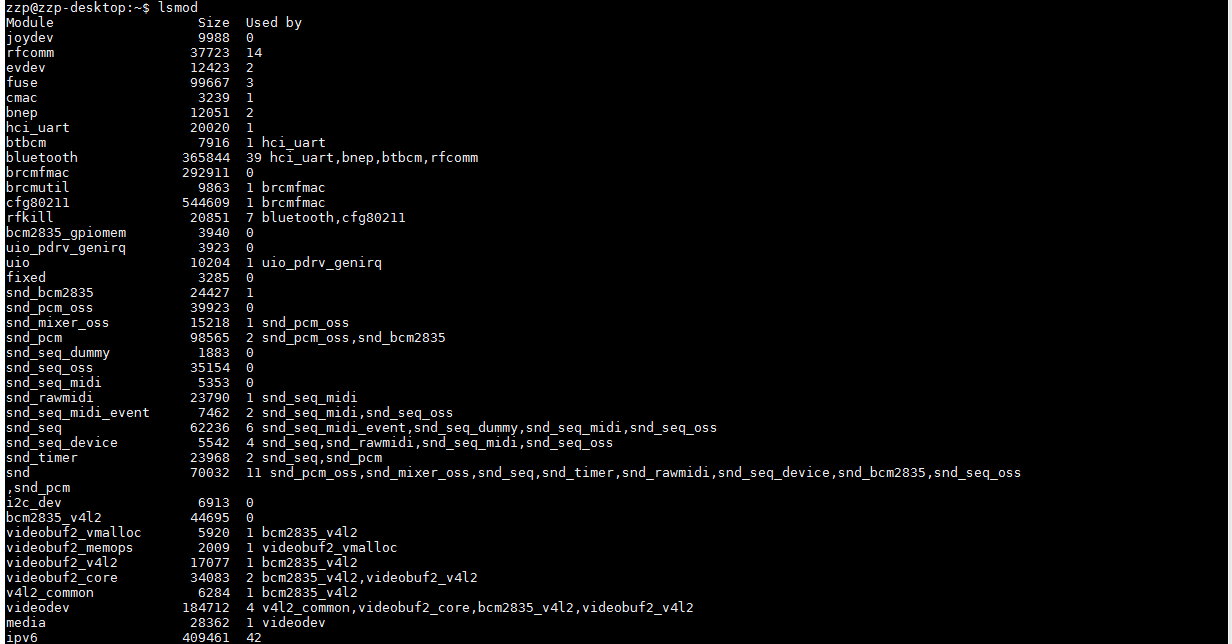 zzp@zzp-desktop:~$ lsmod
Module                  Size  Used by
joydev                  9988  0
rfcomm                 37723  14
evdev                  12423  2
fuse                   99667  3
cmac                    3239  1
bnep                   12051  2
hci_uart               20020  1
btbcm                   7916  1 hci_uart
bluetooth             365844  39 hci_uart,bnep,btbcm,rfcomm
brcmfmac              292911  0
brcmutil                9863  1 brcmfmac
cfg80211              544609  1 brcmfmac
rfkill                 20851  7 bluetooth,cfg80211
bcm2835_gpiomem         3940  0
uio_pdrv_genirq         3923  0
uio                    10204  1 uio_pdrv_genirq
fixed                   3285  0
snd_bcm2835            24427  1
snd_pcm_oss            39923  0
snd_mixer_oss          15218  1 snd_pcm_oss
snd_pcm                98565  2 snd_pcm_oss,snd_bcm2835
snd_seq_dummy           1883  0
snd_seq_oss            35154  0
snd_seq_midi            5353  0
snd_rawmidi            23790  1 snd_seq_midi
snd_seq_midi_event      7462  2 snd_seq_midi,snd_seq_oss
snd_seq                62236  6 snd_seq_midi_event,snd_seq_dummy,snd_seq_midi,snd_seq_oss
snd_seq_device          5542  4 snd_seq,snd_rawmidi,snd_seq_midi,snd_seq_oss
snd_timer              23968  2 snd_seq,snd_pcm
snd                    70032  11 snd_pcm_oss,snd_mixer_oss,snd_seq,snd_timer,snd_rawmidi,snd_seq_device,snd_bcm2835,snd_seq_oss
,snd_pcm
i2c_dev                 6913  0
bcm2835_v4l2           44695  0
videobuf2_vmalloc       5920  1 bcm2835_v4l2
videobuf2_memops        2009  1 videobuf2_vmalloc
videobuf2_v4l2         17077  1 bcm2835_v4l2
videobuf2_core         34083  2 bcm2835_v4l2,videobuf2_v4l2
v4l2_common             6284  1 bcm2835_v4l2
videodev              184712  4 v4l2_common,videobuf2_core,bcm2835_v4l2,videobuf2_v4l2
media                  28362  1 videodev
ipv6                  409461  42